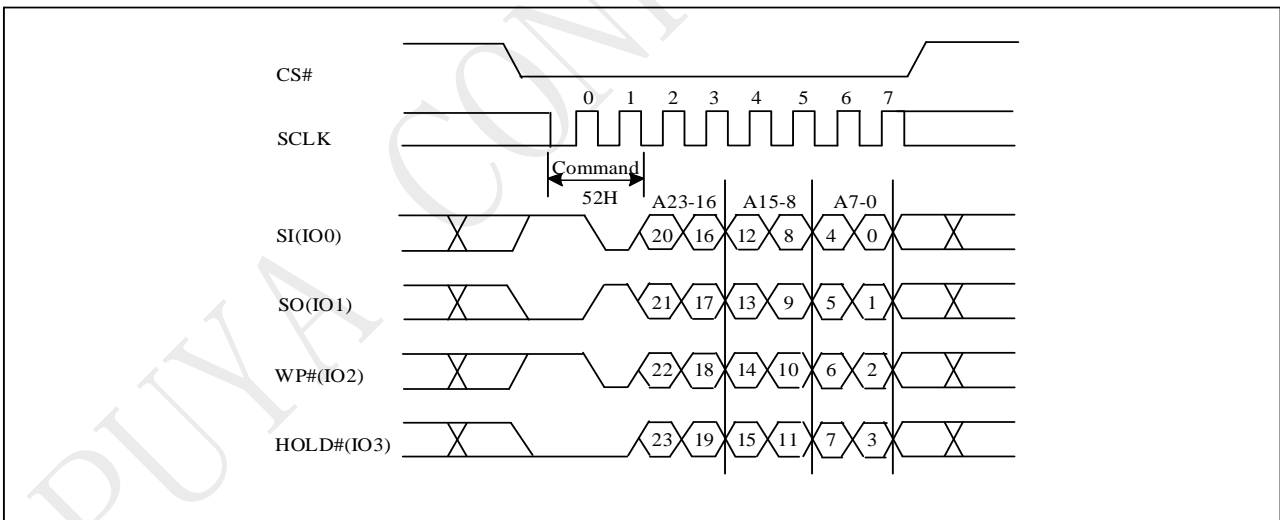 CS#
0 1 2 3 4 5 6 7
SCLK
Command
52H
A23-16 A15-8 A7-0
SI(IO0) 20 16 12 8 4 0
SO(IO1) 21 17 13 9 5 1
WP#(IO2) 22 18 14 10 6 2
HOLD#(IO3) 23 19 15 11 7 3
PUYA CON